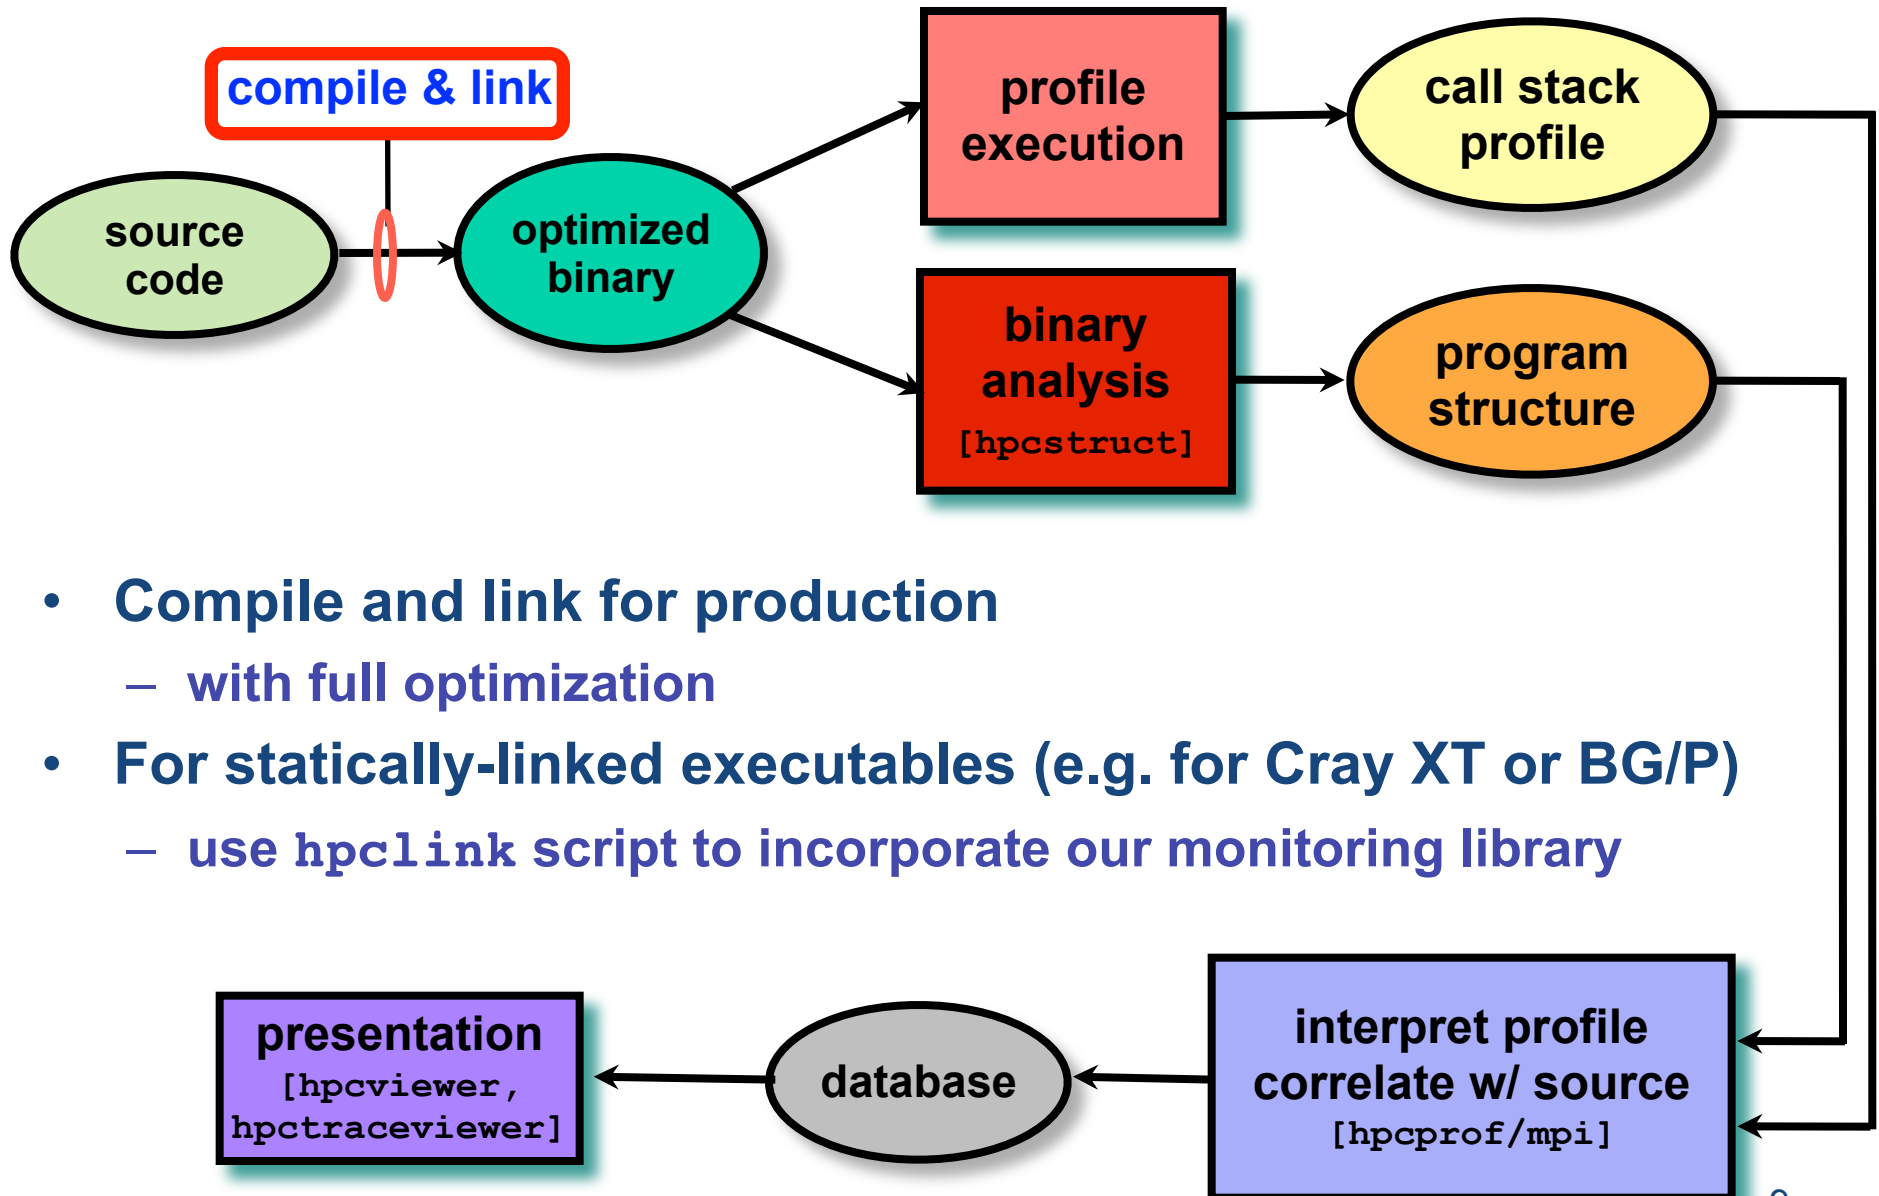 compile & link
profile
execution
call stack
profile
source
code
optimized
binary
binary
analysis
[hpcstruct]
program
structure
• Compile and link for production
– with full optimization
• For statically-linked executables (e.g. for Cray XT or BG/P)
– use hpclink script to incorporate our monitoring library
presentation
[hpcviewer,
hpctraceviewer]
database
interpret profile
correlate w/ source
[hpcprof/mpi]